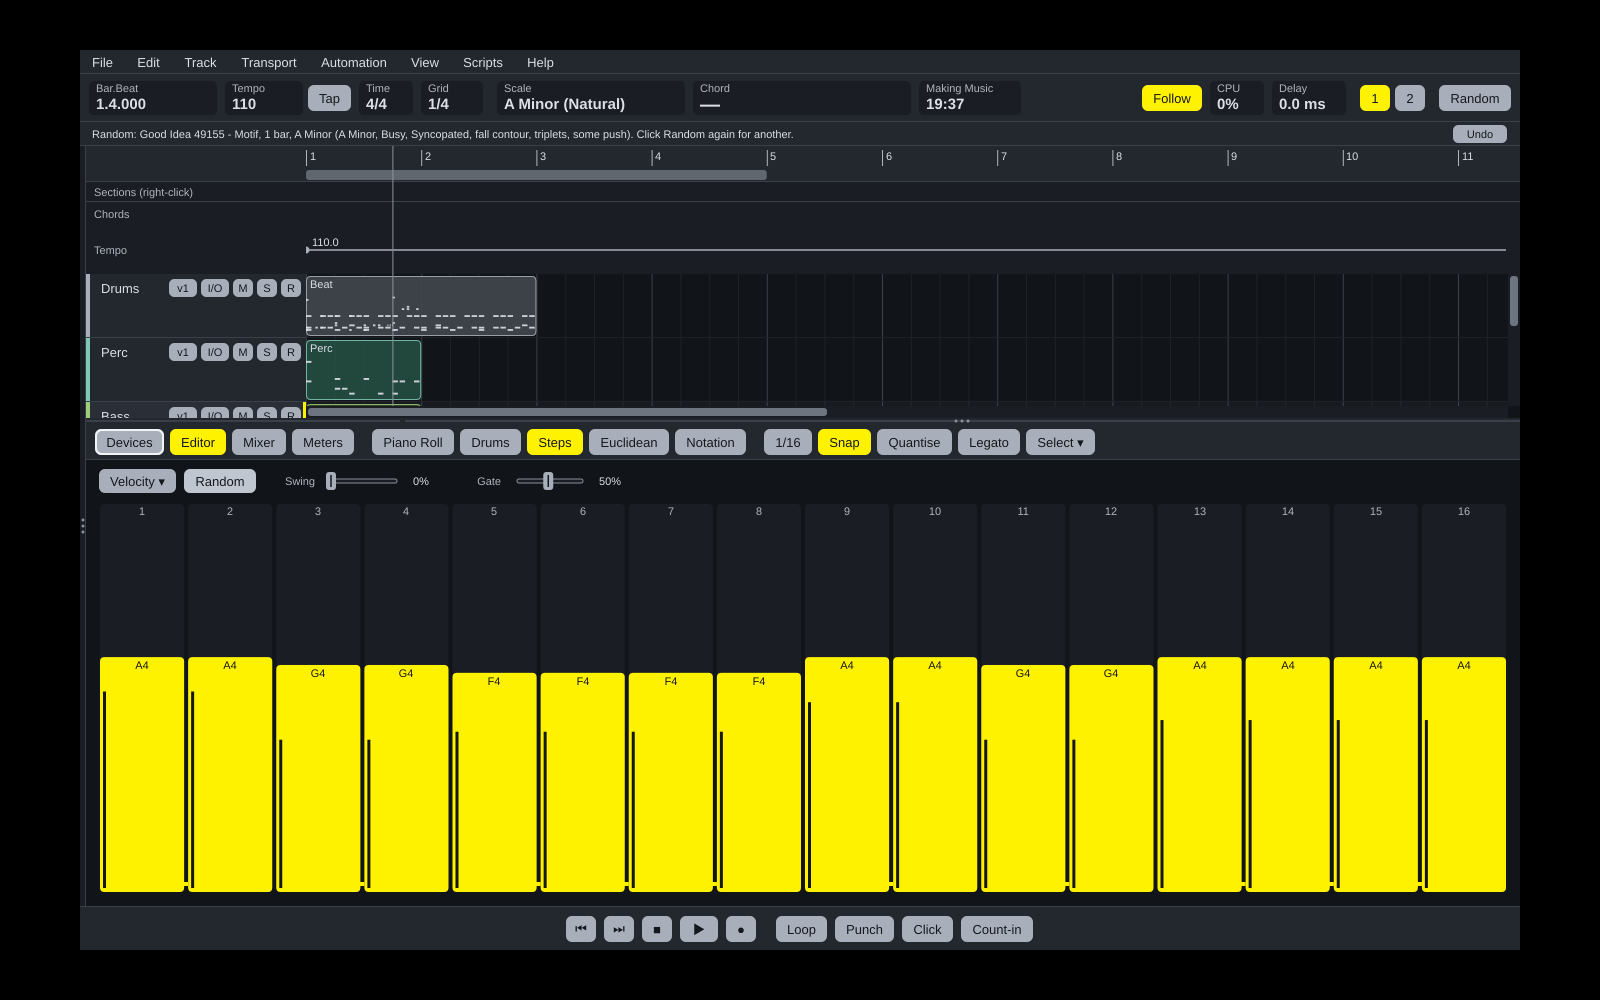 File Edit Track Transport Automation View Scripts Help
Bar.Beat Tempo Time Grid Scale Chord Making Music CPU Delay
1.4.000 110 Tap 4/4 1/4 A Minor (Natural) — 19:37 Follow 0% 0.0 ms 1 2 Random
Random: Good Idea 49155 - Motif, 1 bar, A Minor (A Minor, Busy, Syncopated, fall contour, triplets, some push). Click Random again for another. Undo
1 2 3 4 5 6 7 8 9 10 11
Sections (right-click)
Chords
110.0
Tempo
Drums v1 I/O M S R Beat
Perc v1 I/O M S R Perc
Bass v1 I/O M S R
Devices Editor Mixer Meters Piano Roll Drums Steps Euclidean Notation 1/16 Snap Quantise Legato Select ▾
Velocity ▾ Random Swing 0% Gate 50%
1 2 3 4 5 6 7 8 9 10 11 12 13 14 15 16
A4 A4 G4 G4 F4 F4 F4 F4 A4 A4 G4 G4 A4 A4 A4 A4
Loop Punch Click Count-in